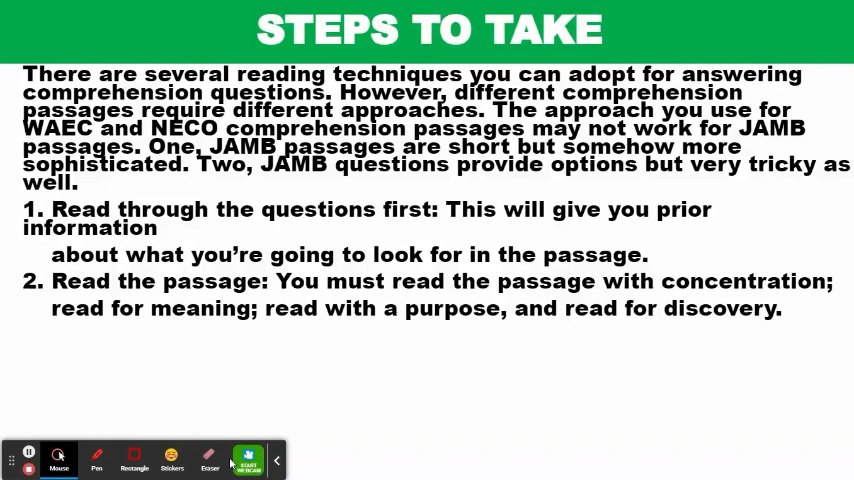 STEPS TO TAKE
There are several reading techniques you can adopt for answering
comprehension questions. However, different comprehension
passages require different approaches. The approach you use for
WAEC and NECO comprehension passages may not work for JAMB
passages. One, JAMB passages are short but somehow more
sophisticated. Two, JAMB questions provide options but very tricky as
well.
1. Read through the questions first: This will give you prior
information
about what you’re going to look for in the passage.
2. Read the passage: You must read the passage with concentration;
read for meaning; read with a purpose, and read for discovery.
Mouse Pen Rectangle Stickers Eraser START
WEBCAM